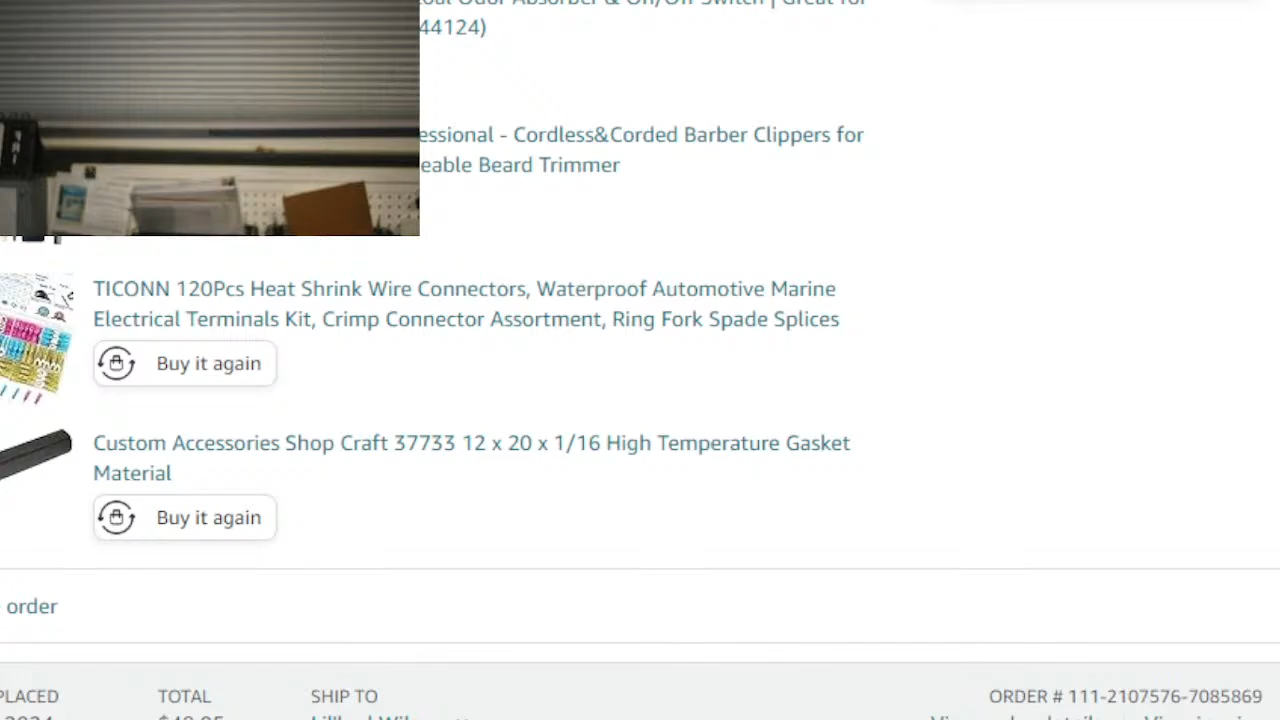 44124)
essional - Cordless&Corded Barber Clippers for
eable Beard Trimmer
TICONN 120Pcs Heat Shrink Wire Connectors, Waterproof Automotive Marine
Electrical Terminals Kit, Crimp Connector Assortment, Ring Fork Spade Splices
Buy it again
Custom Accessories Shop Craft 37733 12 x 20 x 1/16 High Temperature Gasket
Material
Buy it again
order
PLACED TOTAL SHIP TO ORDER # 111-2107576-7085869